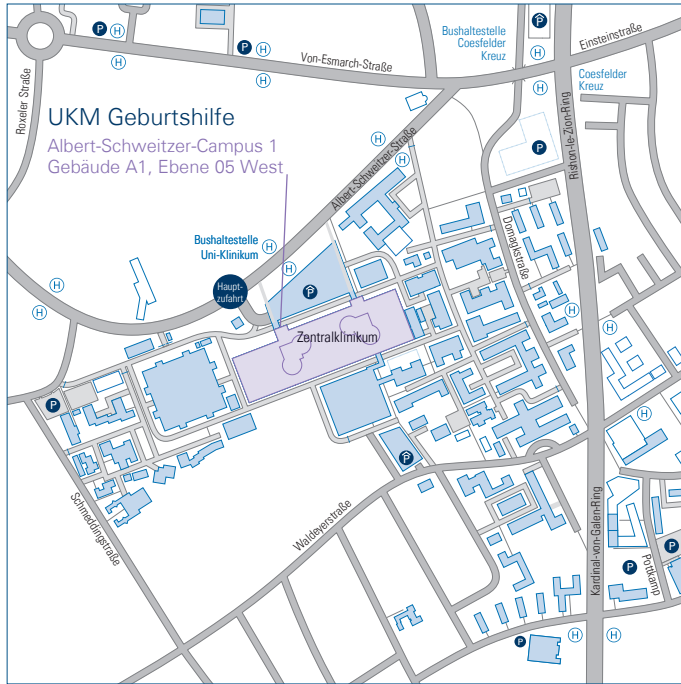 P
H
P
H
P
H
Bushaltestelle
Coesfelder
Kreuz
P
H
H
Einsteinstraße
Coesfelder
Kreuz
Von-Esmarch-Straße
Roxeler Straße
UKM Geburtshilfe
Albert-Schweitzer-Campus 1
Gebäude A1, Ebene 05 West
H
H
Albert-Schweitzer-Straße
P
Rishon-le-Zion-Ring
Domagkstraße
Bushaltestelle
Uni-Klinikum
H
H
H
H
Haupt-
zufahrt
P
Zentralklinikum
H
H
P
H
P
Schmeddingstraße
Waldeyerstraße
Kardinal-von-Galen-Ring
P
P
Pottkamp
P
H
H